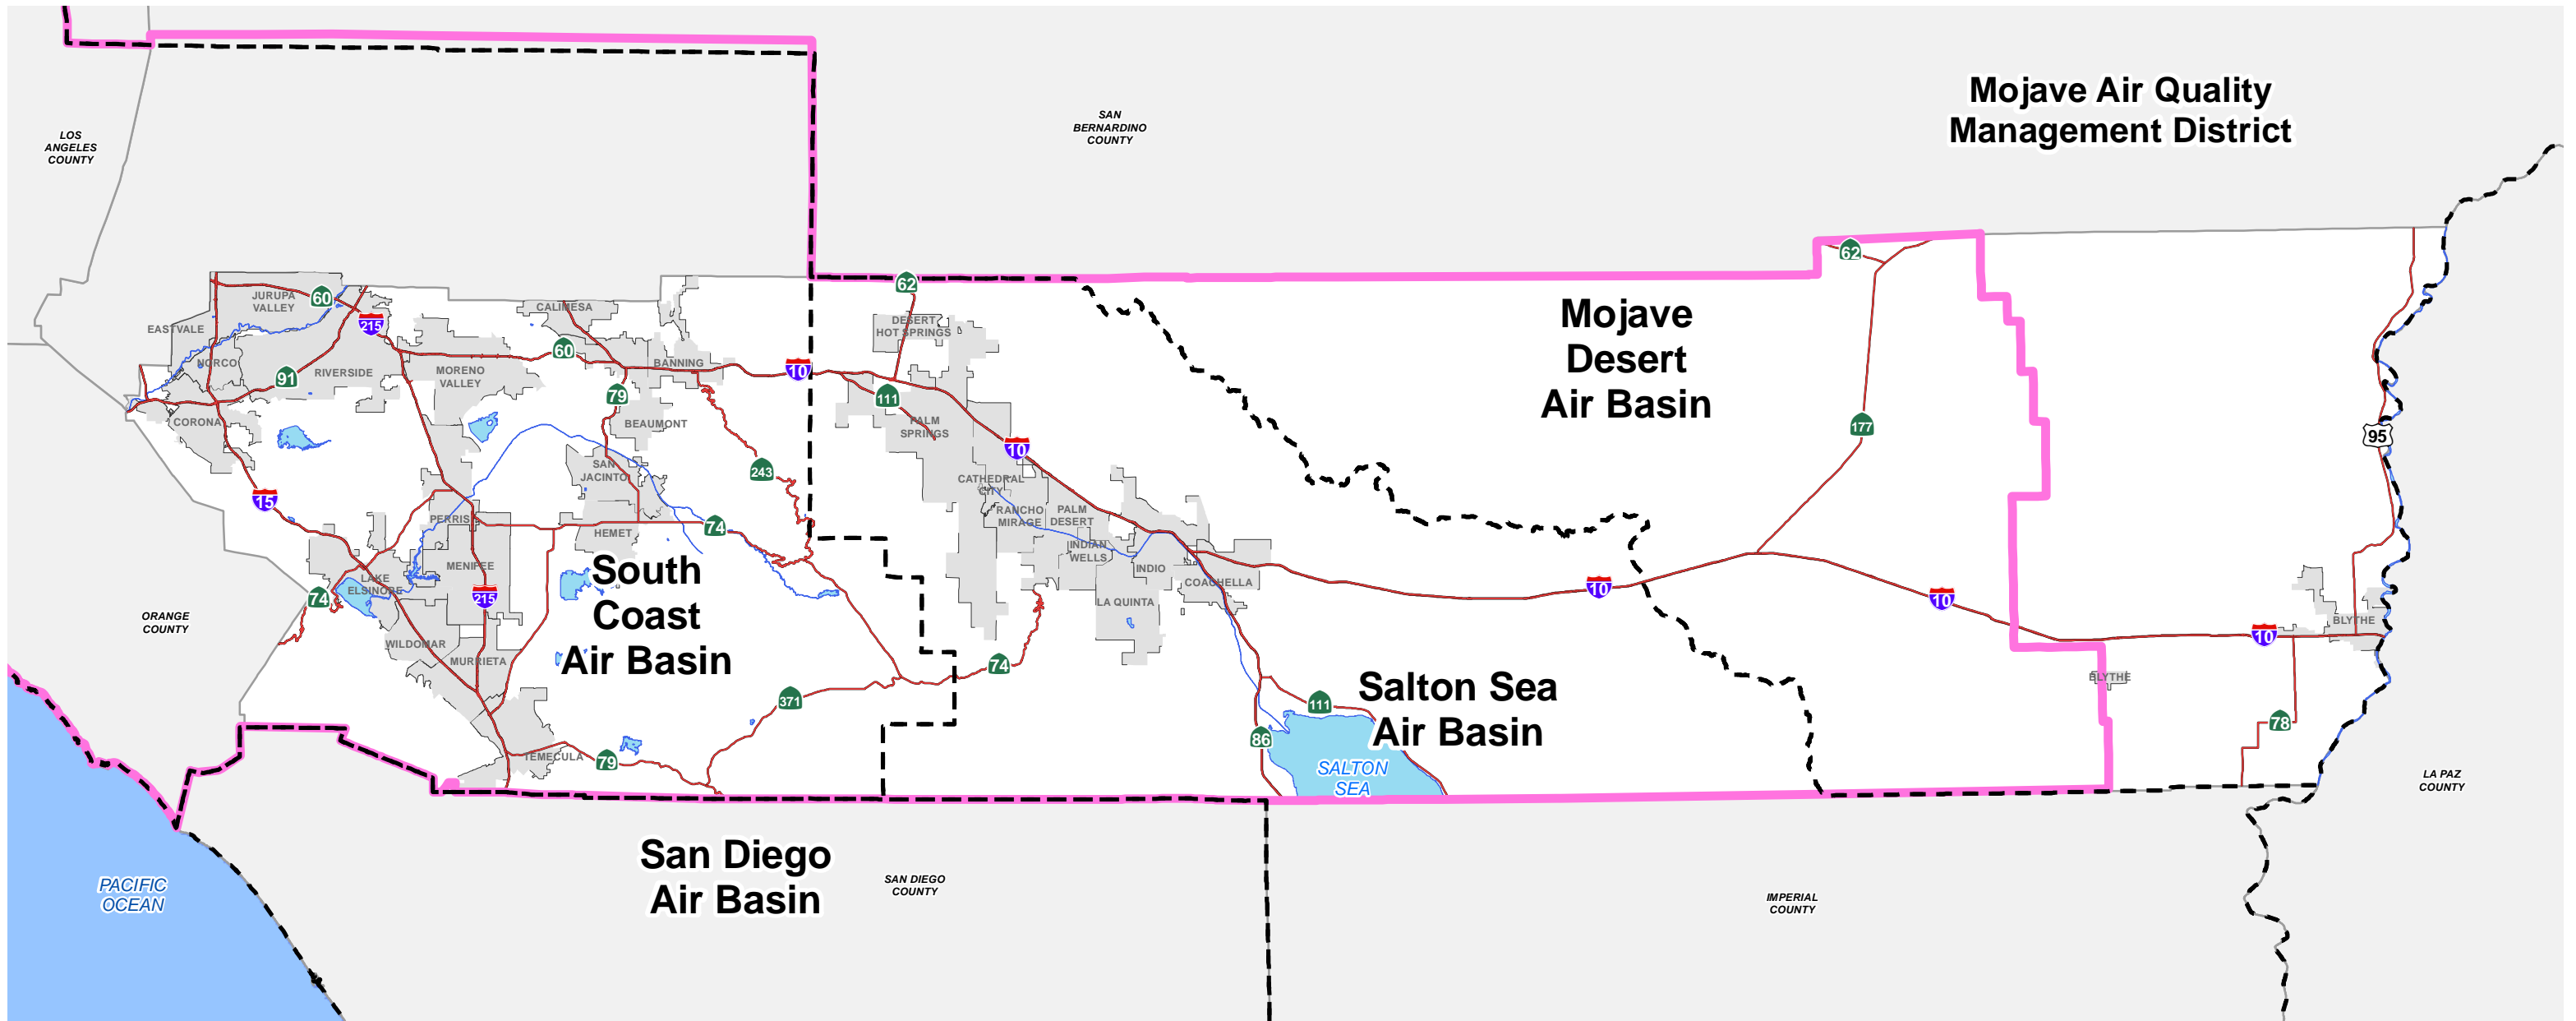 Mojave Air Quality
Management District
SAN
BERNARDINO
COUNTY
LOS
ANGELES
COUNTY
62
62
JURUPA
VALLEY
60
CALIMESA
EASTVALE
215
DESERT
HOT SPRINGS
Mojave
Desert
Air Basin
60
NORCO
BANNING
10
91
RIVERSIDE
MORENO
VALLEY
79
111
CORONA
BEAUMONT
PALM
SPRINGS
177
95
10
SAN
JACINTO
243
CATHEDRAL
CITY
15
RANCHO
MIRAGE
PALM
DESERT
PERRIS
74
HEMET
INDIAN
WELLS
South
Coast
Air Basin
MENIFEE
INDIO
LAKE
ELSINORE
COACHELLA
10
10
74
215
LA QUINTA
ORANGE
COUNTY
BLYTHE
10
WILDOMAR
MURRIETA
74
BLYTHE
371
Salton Sea
Air Basin
111
78
86
TEMECULA
79
SALTON
SEA
LA PAZ
COUNTY
San Diego
Air Basin
SAN DIEGO
COUNTY
PACIFIC
OCEAN
IMPERIAL
COUNTY